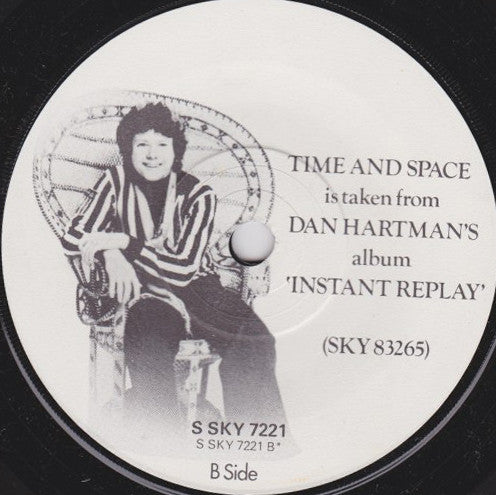 TIME AND SPACE
is taken from
DAN HARTMAN'S
album
'INSTANT REPLAY'
(SKY 83265)
S SKY 7221
S SKY 7221 B*
B Side